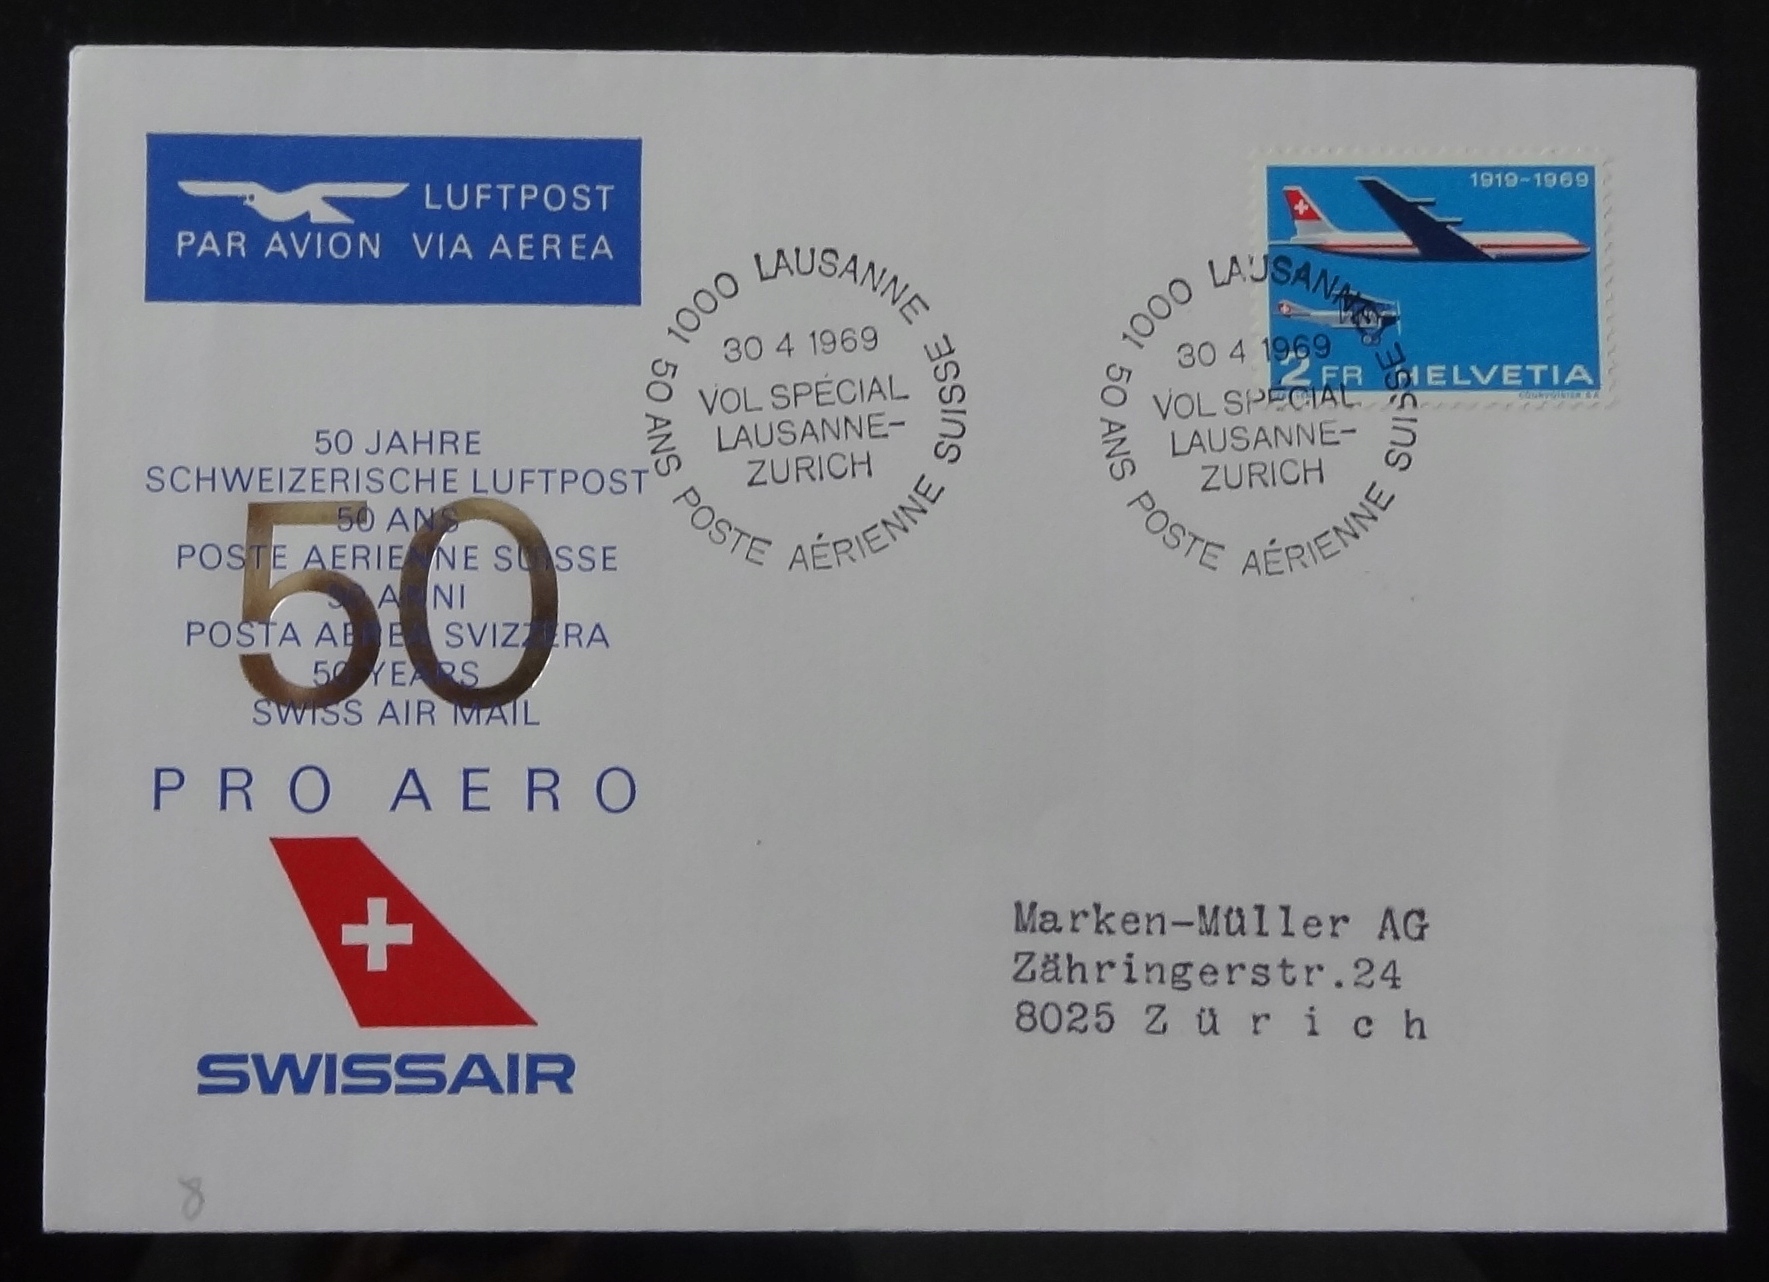 LUFTPOST
PAR AVION VIA AEREA
50 JAHRE
SCHWEIZERISCHE LUFTPOST
50 ANS
POSTE AERIENNE SUISSE
50 ANNI
POSTA AEREA SVIZZERA
50 YEARS
SWISS AIR MAIL
50
PRO AERO
SWISSAIR
8
1000 LAUSANNE
30 4 1969
VOL SPÉCIAL
LAUSANNE-
ZURICH
50 ANS POSTE AÉRIENNE SUISSE
1000 LAUSANNE
30 4 1969
VOL SPÉCIAL
LAUSANNE-
ZURICH
50 ANS POSTE AÉRIENNE SUISSE
1919-1969
2 FR HELVETIA
COURVOISIER S.A.
Marken-Müller AG
Zähringerstr.24
8025 Zürich